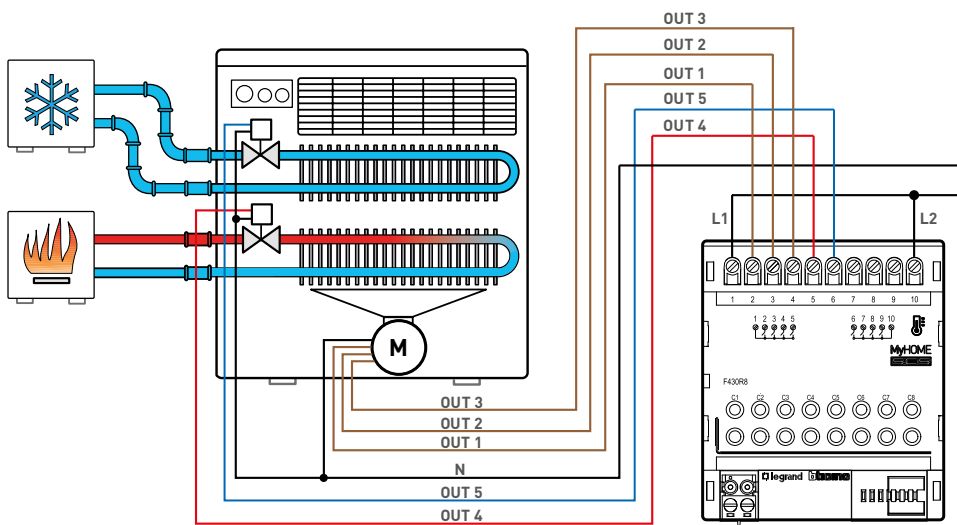 OUT 3
OUT 2
OUT 1
OUT 5
OUT 4
L1
L2
1 2 3 4 5 6 7 8 9 10
1 2 3 4 5
6 7 8 9 10
MyHOME
SCS
F430R8
C1 C2 C3 C4 C5 C6 C7 C8
legrand bticino
M
OUT 3
OUT 2
OUT 1
N
OUT 5
OUT 4